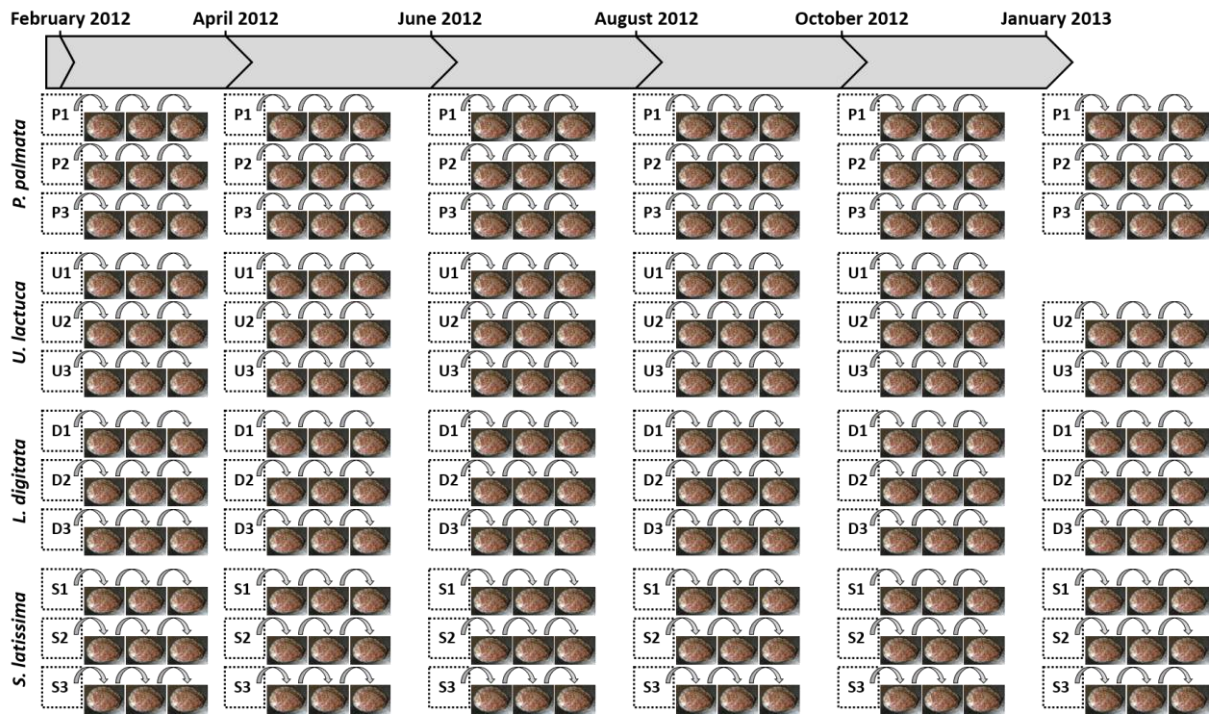 February 2012 April 2012 June 2012 August 2012 October 2012 January 2013
P. palmata
P1 P1 P1 P1 P1 P1
P2 P2 P2 P2 P2 P2
P3 P3 P3 P3 P3 P3
U. lactuca
U1 U1 U1 U1 U1
U2 U2 U2 U2 U2 U2
U3 U3 U3 U3 U3 U3
L. digitata
D1 D1 D1 D1 D1 D1
D2 D2 D2 D2 D2 D2
D3 D3 D3 D3 D3 D3
S. latissima
S1 S1 S1 S1 S1 S1
S2 S2 S2 S2 S2 S2
S3 S3 S3 S3 S3 S3